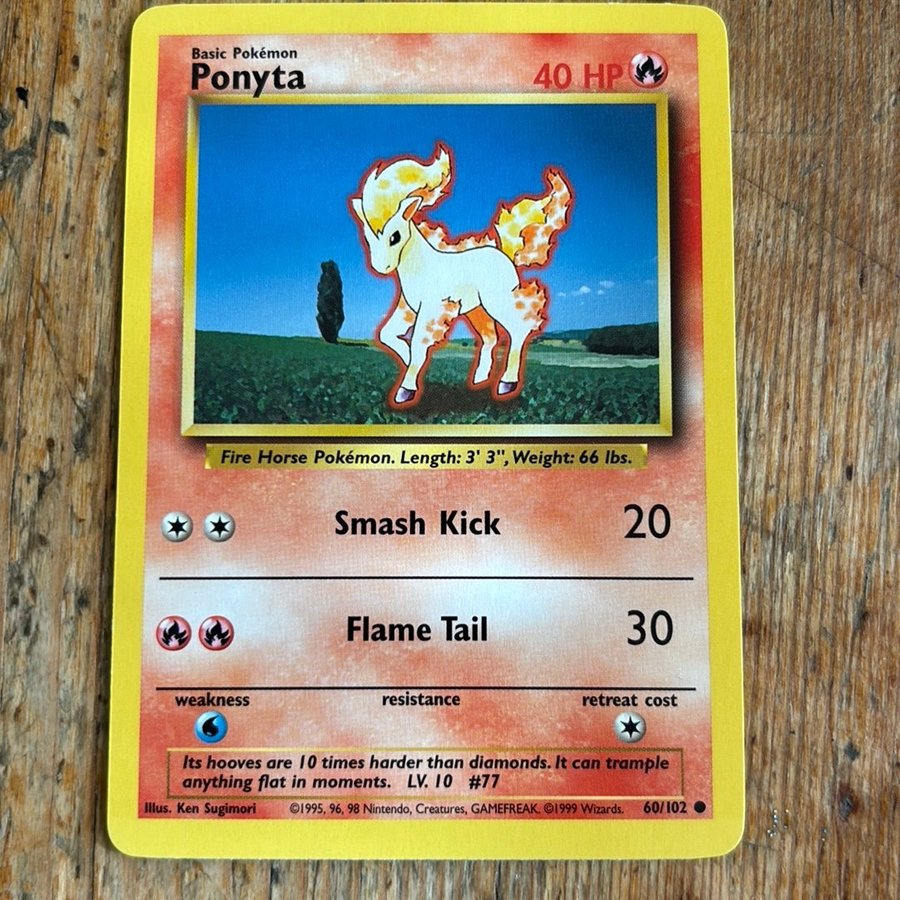 Basic Pokémon
Ponyta 40 HP
Fire Horse Pokémon. Length: 3' 3", Weight: 66 lbs.
Smash Kick 20
Flame Tail 30
weakness resistance retreat cost
Its hooves are 10 times harder than diamonds. It can trample
anything flat in moments. LV. 10 #77
Illus. Ken Sugimori ©1995, 96, 98 Nintendo, Creatures, GAMEFREAK. ©1999 Wizards. 60/102